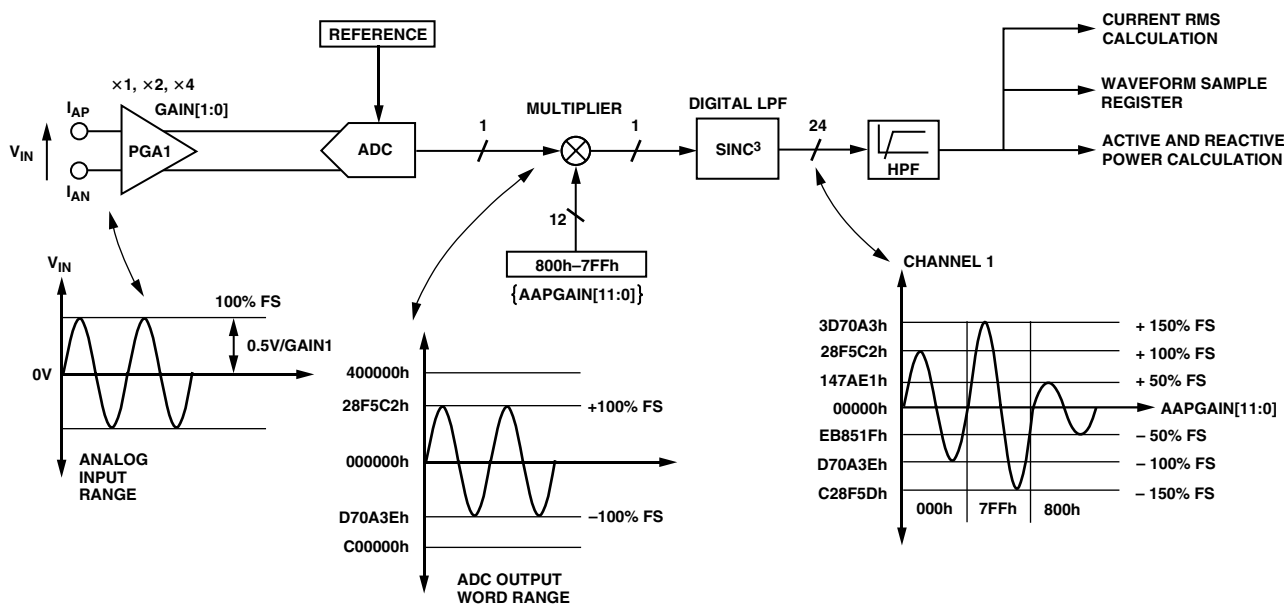 CURRENT RMS
CALCULATION
REFERENCE
×1, ×2, ×4
GAIN[1:0]
MULTIPLIER
DIGITAL LPF
WAVEFORM SAMPLE
REGISTER
IAP
VIN
PGA1
ADC
1
1
SINC3
24
HPF
ACTIVE AND REACTIVE
POWER CALCULATION
IAN
12
800h–7FFh
{AAPGAIN[11:0]}
VIN
100% FS
0.5V/GAIN1
0V
ANALOG
INPUT
RANGE
400000h
28F5C2h
+100% FS
000000h
D70A3Eh
–100% FS
C00000h
ADC OUTPUT
WORD RANGE
CHANNEL 1
3D70A3h
+ 150% FS
28F5C2h
+ 100% FS
147AE1h
+ 50% FS
00000h
AAPGAIN[11:0]
EB851Fh
– 50% FS
D70A3Eh
– 100% FS
C28F5Dh
– 150% FS
000h
7FFh
800h